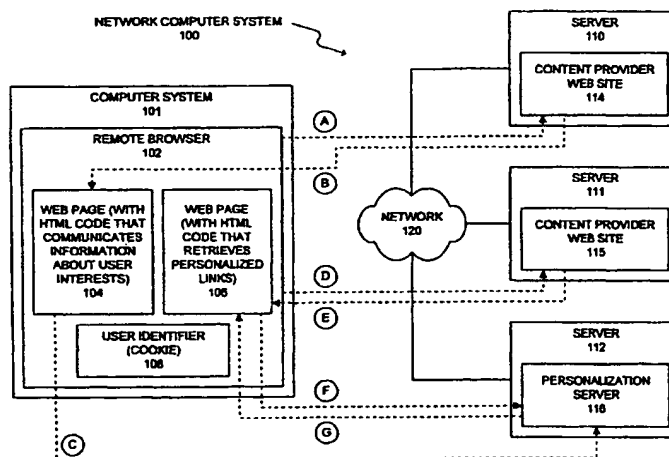 NETWORK COMPUTER SYSTEM
100
SERVER
110
CONTENT PROVIDER
WEB SITE
114
COMPUTER SYSTEM
101
REMOTE BROWSER
102
A
B
WEB PAGE (WITH
HTML CODE THAT
COMMUNICATES
INFORMATION
ABOUT USER
INTERESTS)
104
WEB PAGE
(WITH HTML
CODE THAT
RETRIEVES
PERSONALIZED
LINKS)
106
NETWORK
120
SERVER
111
CONTENT PROVIDER
WEB SITE
115
D
E
USER IDENTIFIER
(COOKIE)
108
SERVER
112
PERSONALIZATION
SERVER
116
F
G
C